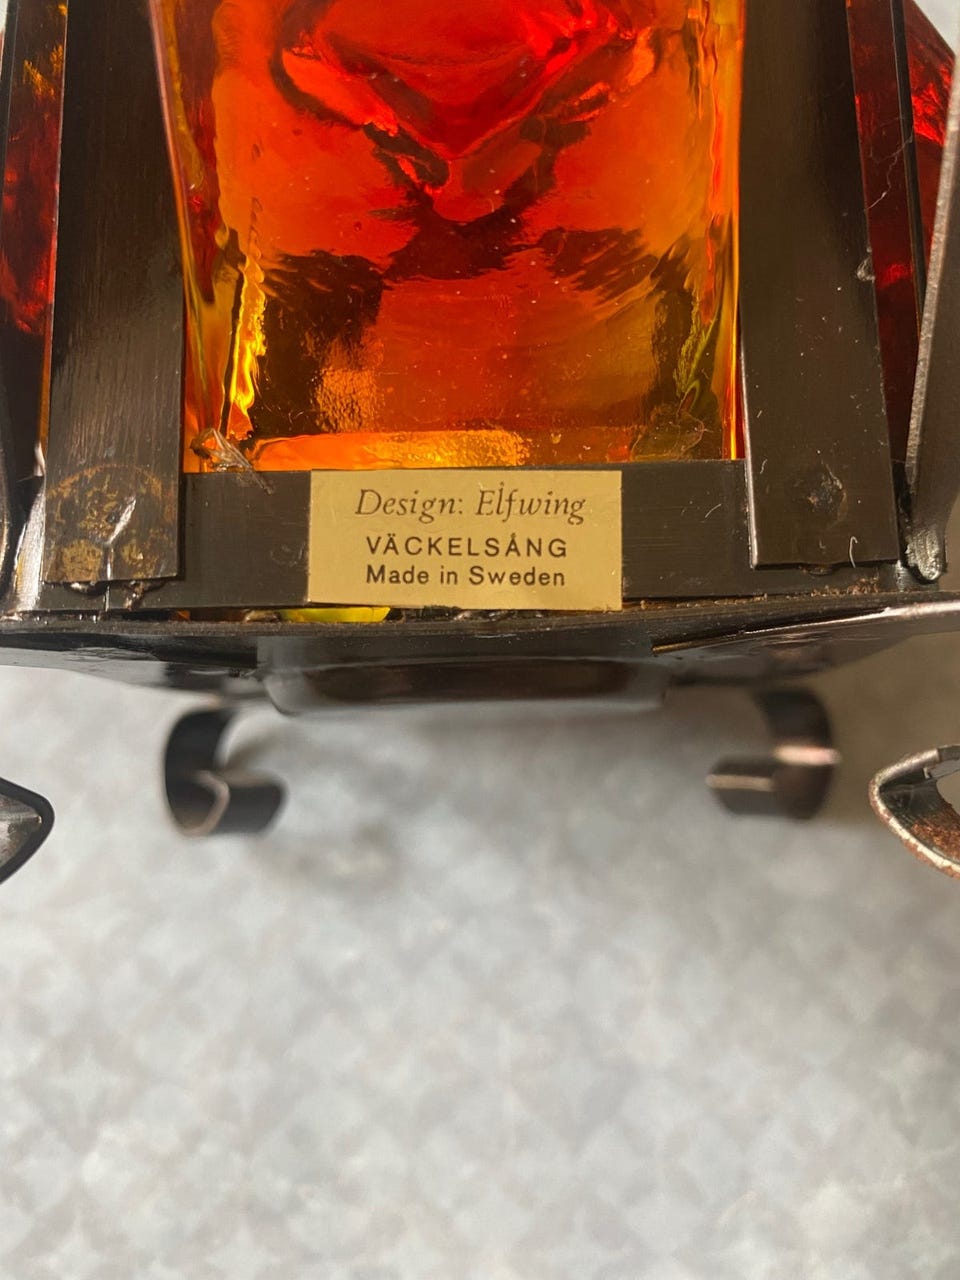 Design: Elfwing
VÄCKELSÅNG
Made in Sweden